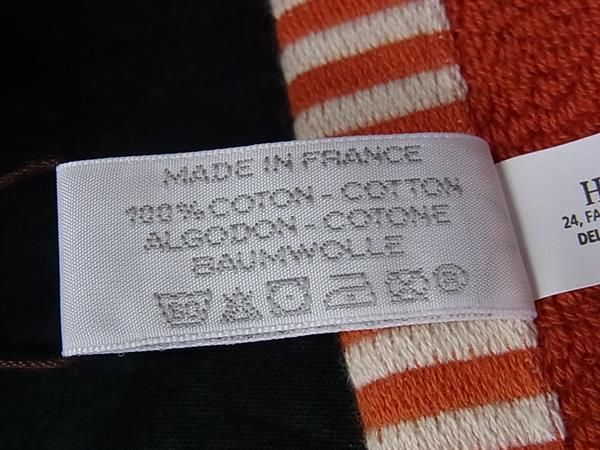 MADE IN FRANCE
100% COTON - COTTON
ALGODON - COTONE
BAUMWOLLE
H
24, FA
DEL